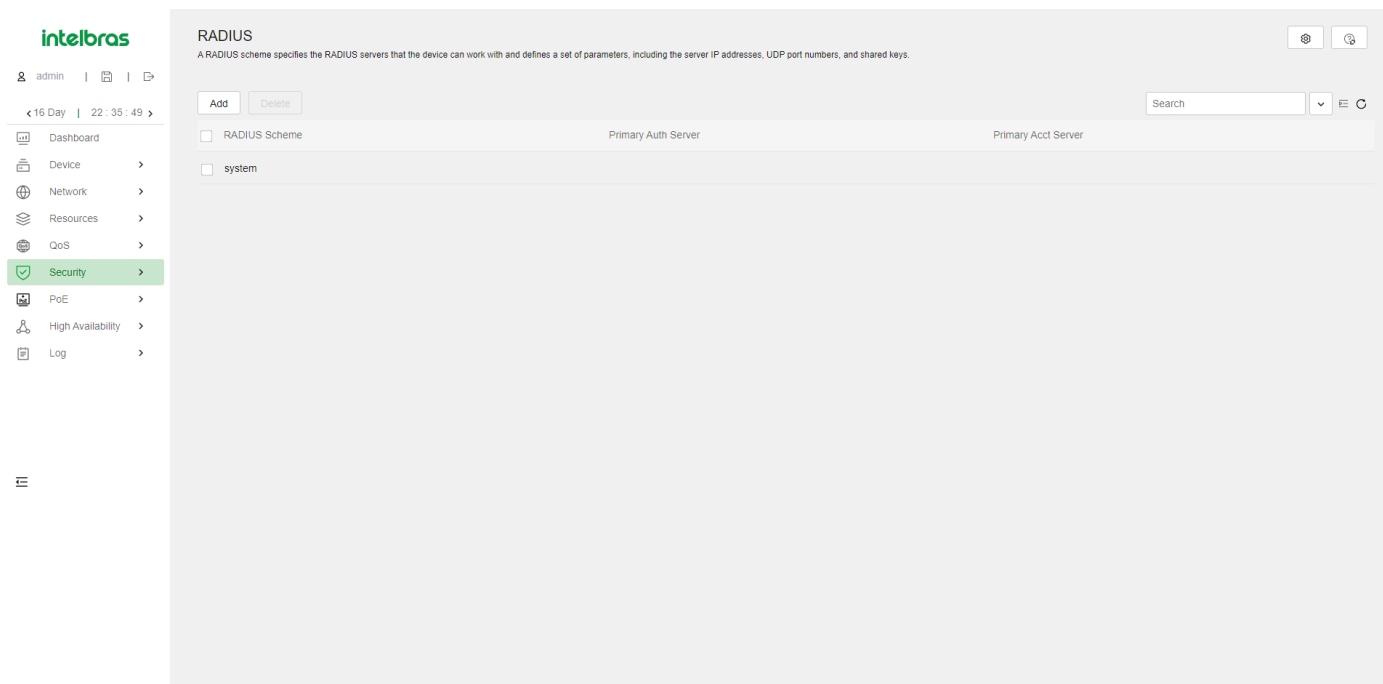 intelbras
admin | |
16 Day | 22 : 35 : 49
Dashboard
Device
Network
Resources
QoS
Security
PoE
High Availability
Log
RADIUS
A RADIUS scheme specifies the RADIUS servers that the device can work with and defines a set of parameters, including the server IP addresses, UDP port numbers, and shared keys.
Add Delete Search
RADIUS Scheme Primary Auth Server Primary Acct Server
system